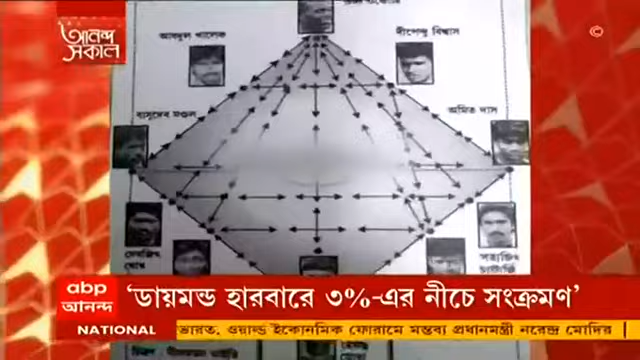 আনন্দ
সকাল
©
আবদুল খালেক
দীপেন্দু বিশ্বাস
বাসুদেব মণ্ডল
অমিত দাস
abp
আনন্দ
'ডায়মন্ড হারবারে ৩%-এর নীচে সংক্রমণ'
NATIONAL
ভারত. ওয়ার্ল্ড ইকোনমিক ফোরামে মন্তব্য প্রধানমন্ত্রী নরেন্দ্র মোদির